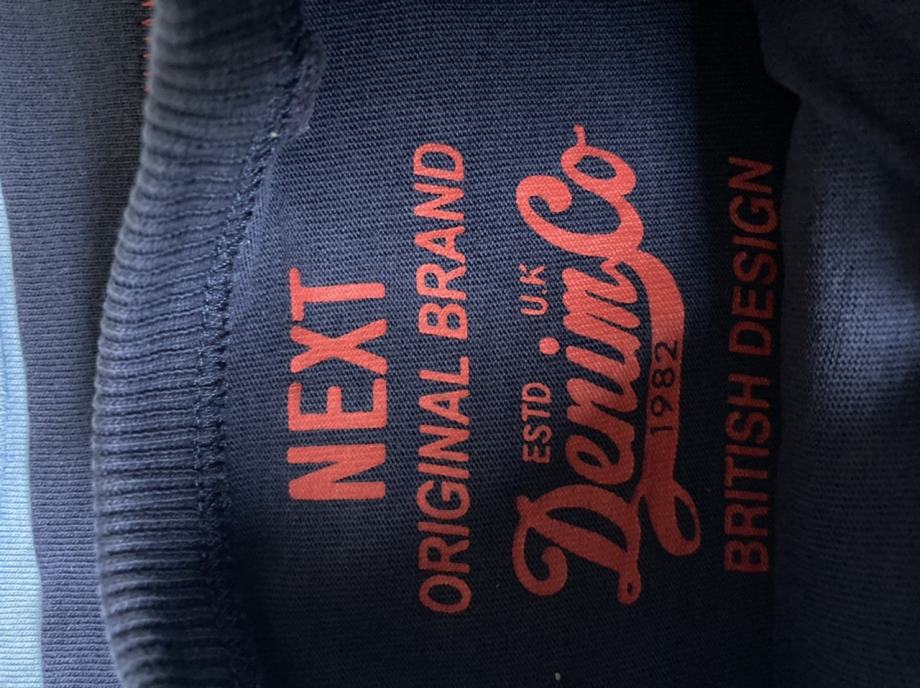 NEXT
ORIGINAL BRAND
ESTD U.K
Denim Co
1982
BRITISH DESIGN